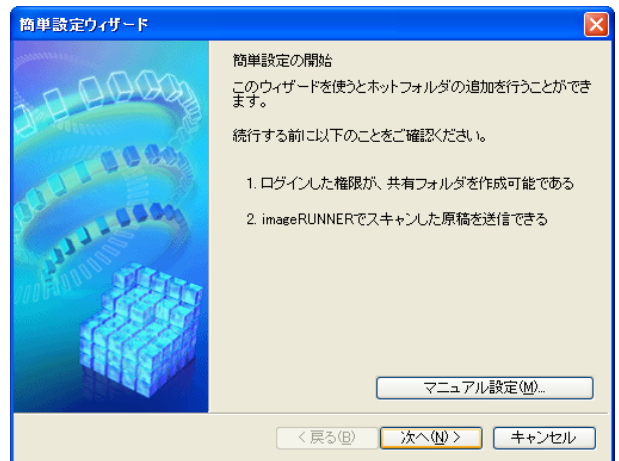 簡単設定ウィザード
簡単設定の開始
このウィザードを使うとホットフォルダの追加を行うことができ
ます。
続行する前に以下のことをご確認ください。
1. ログインした権限が、共有フォルダを作成可能である
2. imageRUNNERでスキャンした原稿を送信できる
マニュアル設定(M)...
< 戻る(B)
次へ(N) >
キャンセル